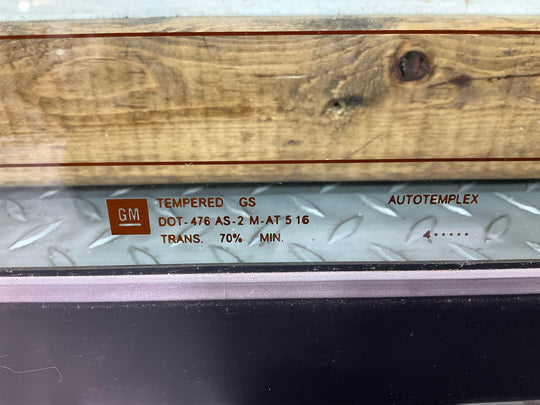 GM
TEMPERED GS
DOT-476 AS-2 M-AT 5 16
TRANS. 70% MIN.
AUTOTEMPLEX
4·····